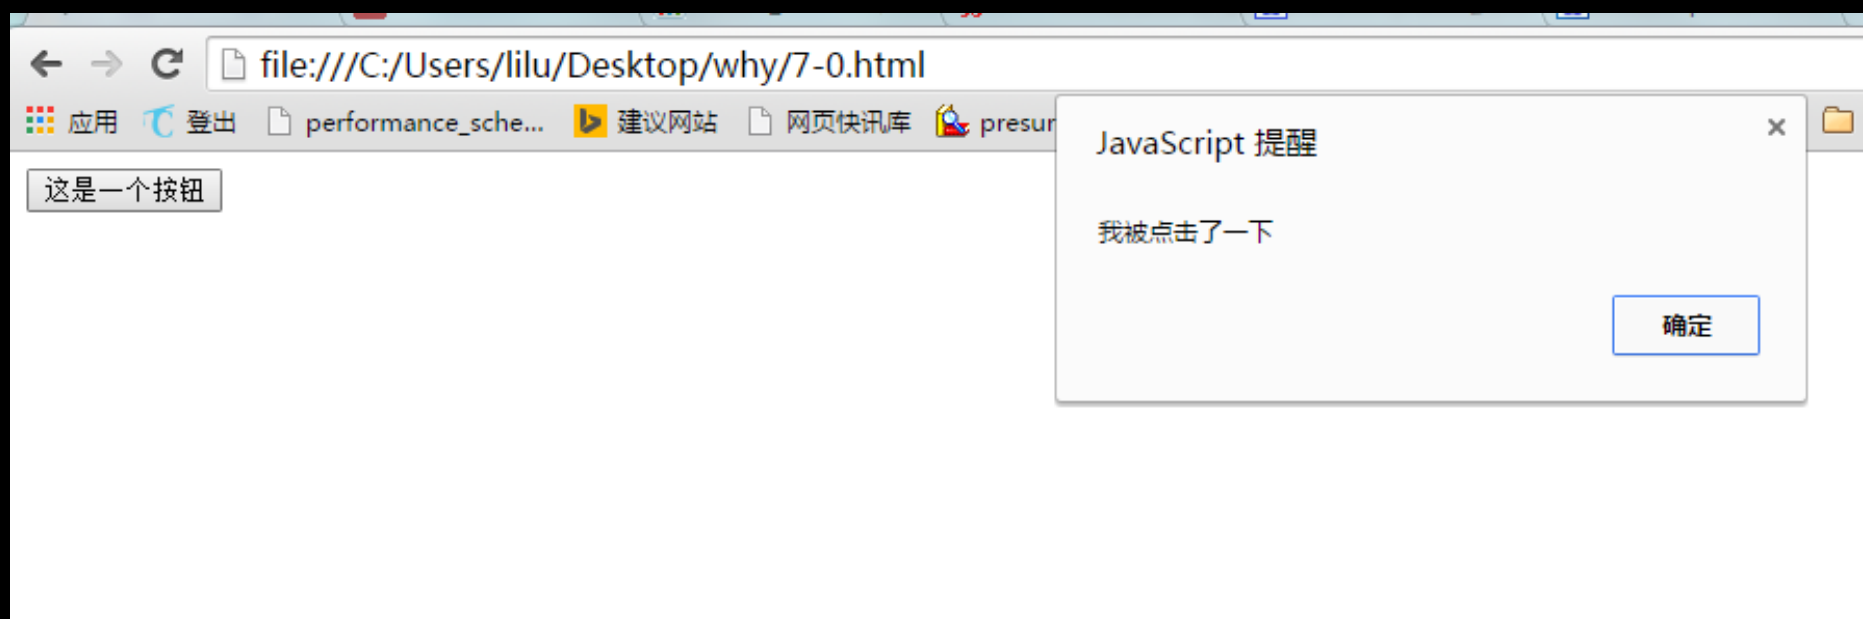 file:///C:/Users/lilu/Desktop/why/7-0.html
应用 登出 performance_sche... 建议网站 网页快讯库 presur
JavaScript 提醒
这是一个按钮
我被点击了一下
确定